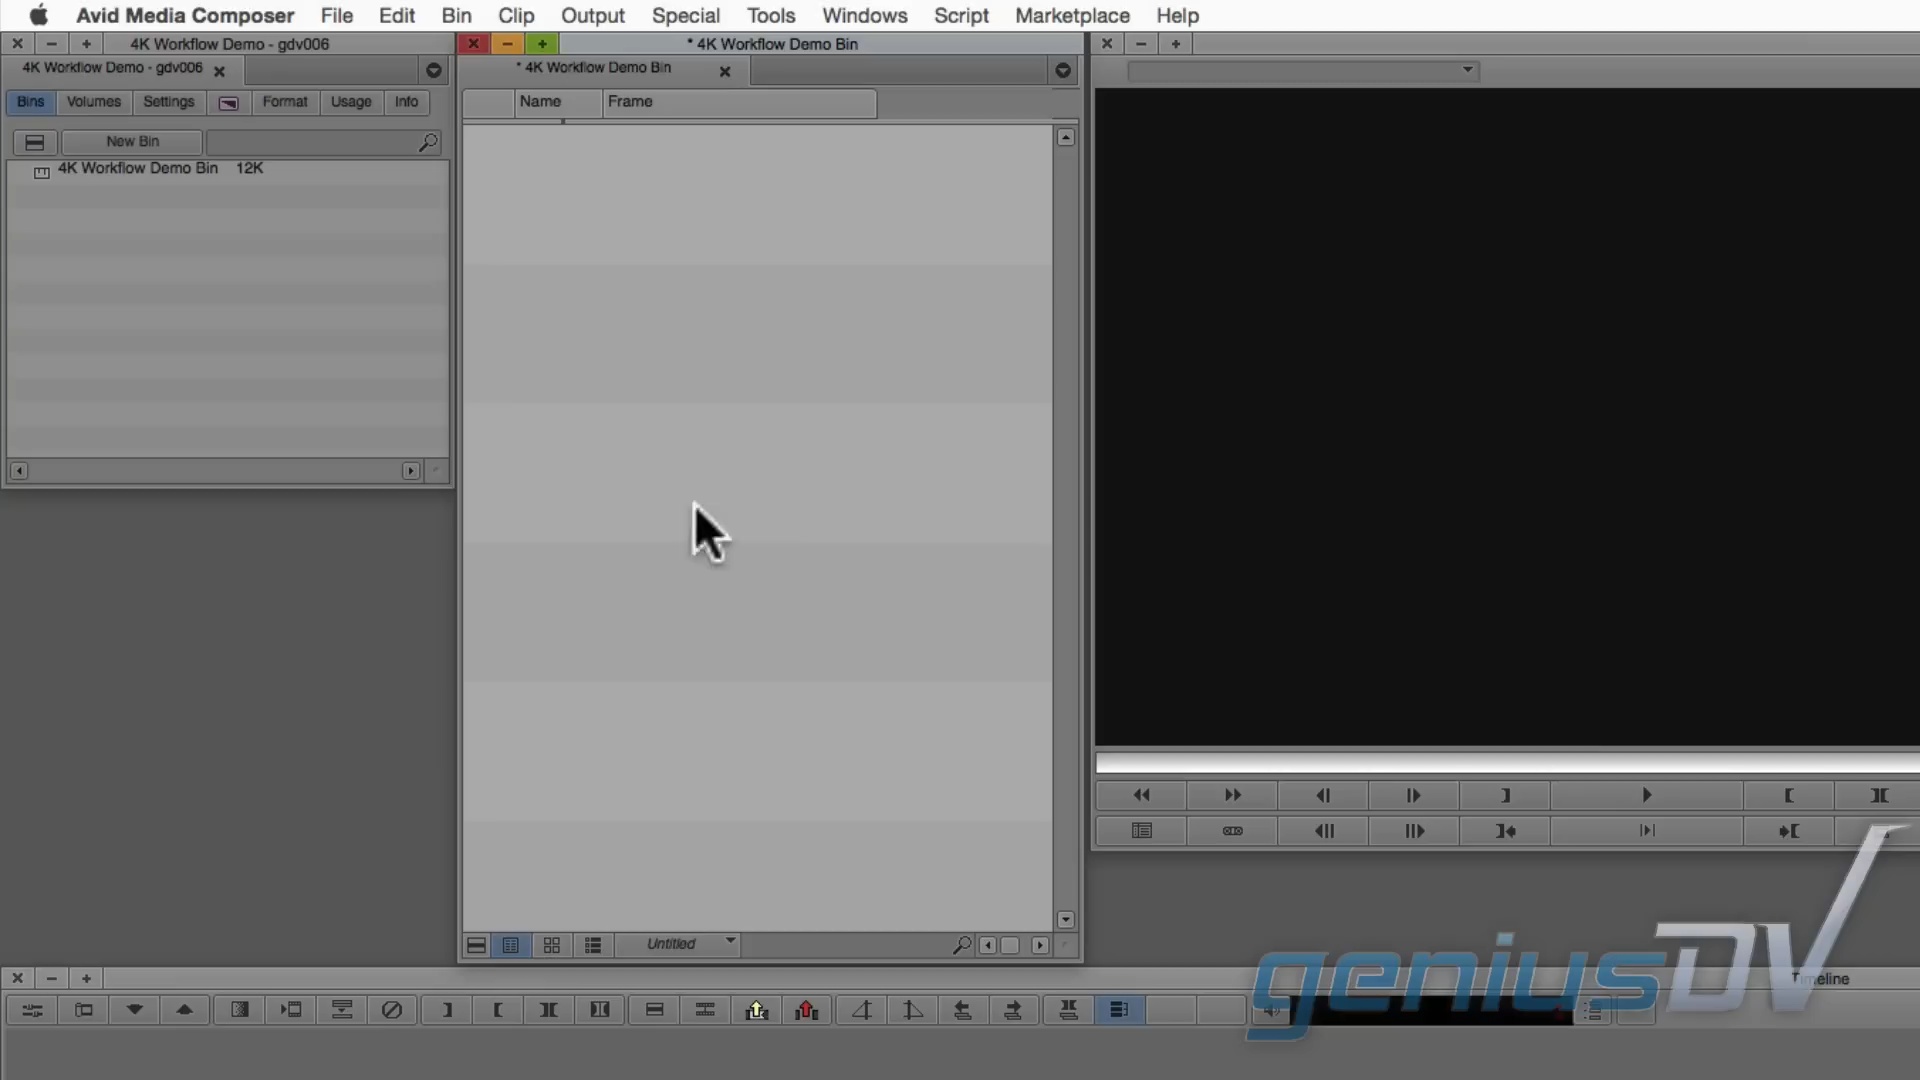 Avid Media Composer File Edit Bin Clip Output Special Tools Windows Script Marketplace Help
4K Workflow Demo - gdv006
4K Workflow Demo - gdv006
Bins Volumes Settings Format Usage Info
New Bin
4K Workflow Demo Bin 12K
* 4K Workflow Demo Bin
* 4K Workflow Demo Bin
Name Frame
Untitled
Timeline
geniusDV